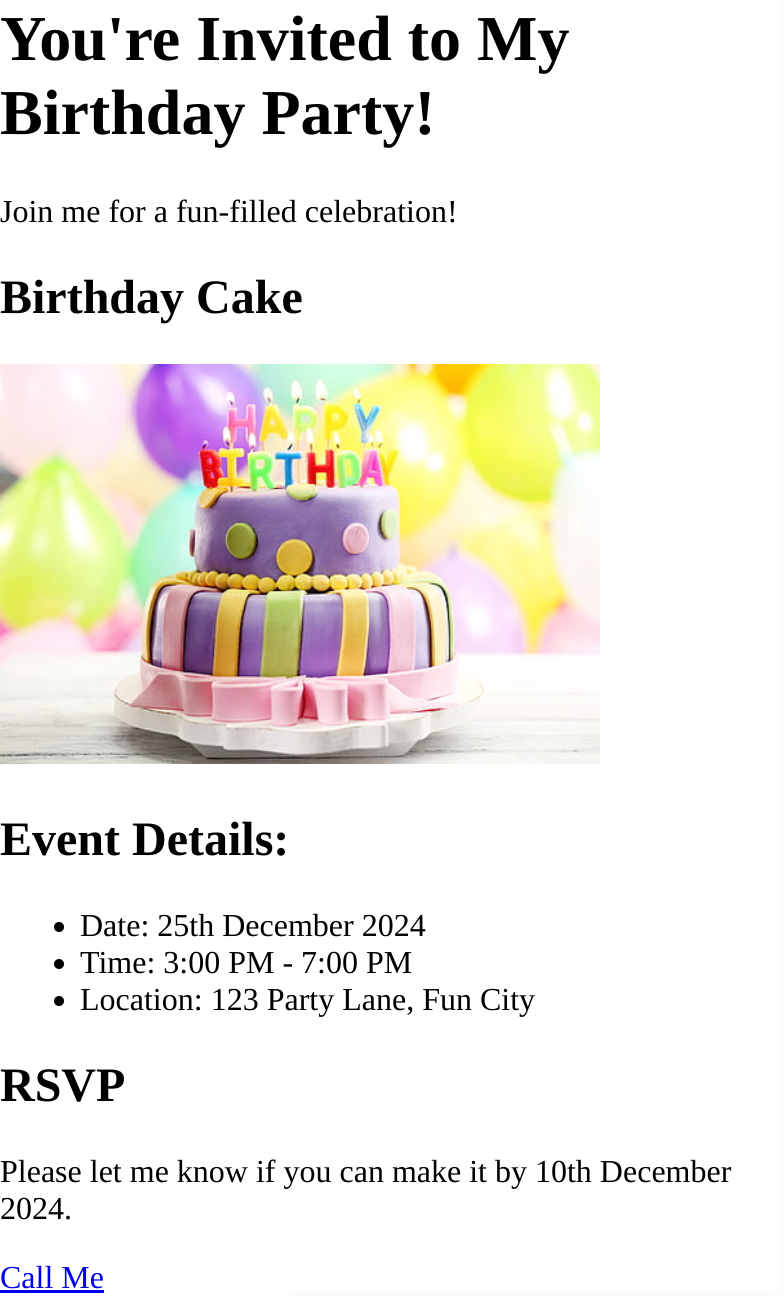 You're Invited to My
Birthday Party!
Join me for a fun-filled celebration!
Birthday Cake
HAPPY
BIRTHDAY
Event Details:
Date: 25th December 2024
Time: 3:00 PM - 7:00 PM
Location: 123 Party Lane, Fun City
RSVP
Please let me know if you can make it by 10th December
2024.
Call Me